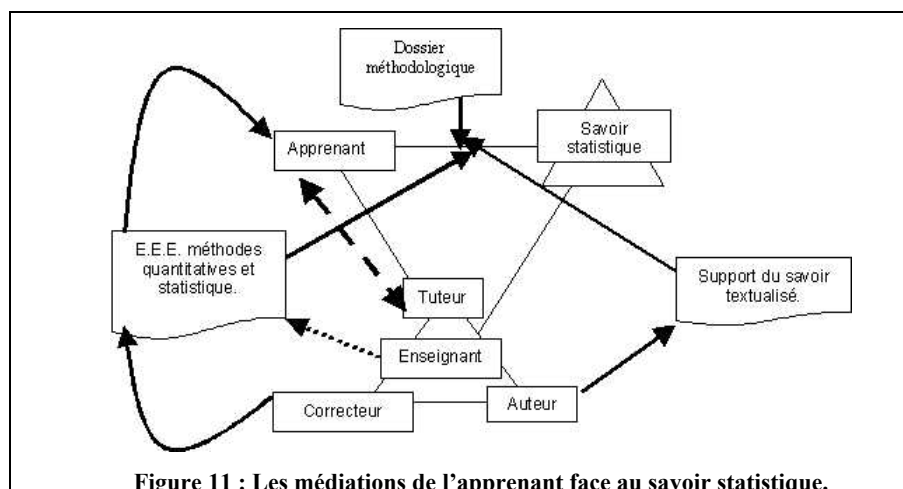 Dossier
méthodologique
Apprenant
Savoir
statistique
E.E.E. méthodes
quantitatives et
statistique.
Tuteur
Support du savoir
textualisé.
Enseignant
Correcteur
Auteur
Figure 11 : Les médiations de l’apprenant face au savoir statistique.